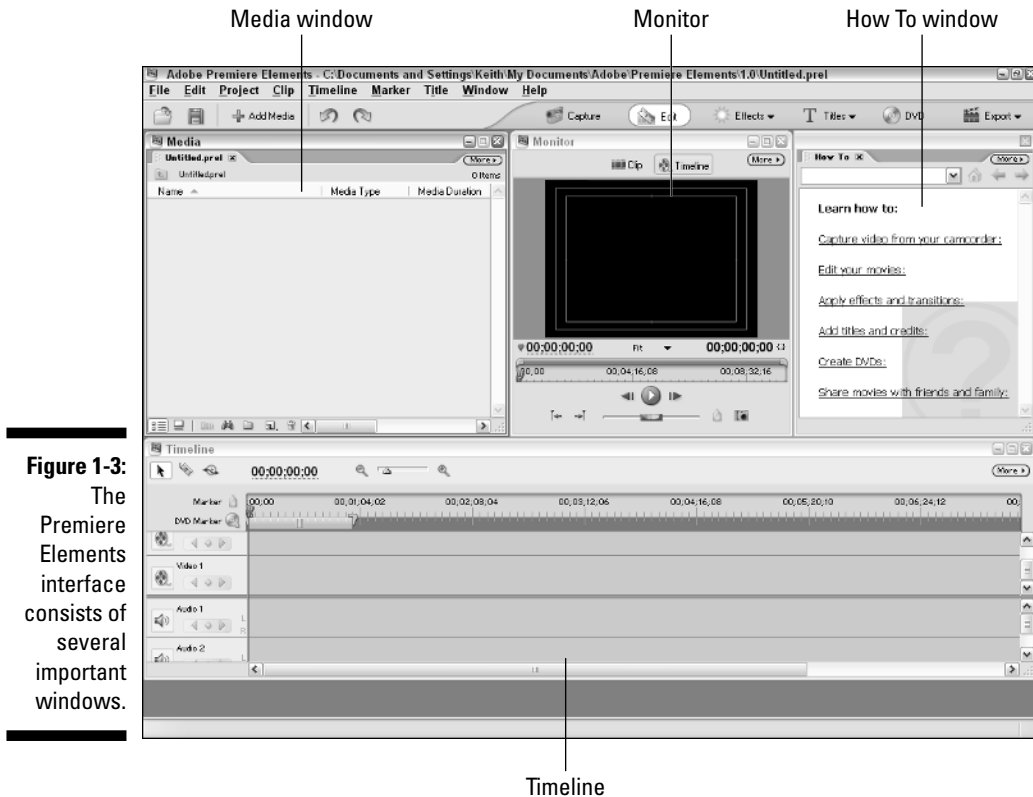 Media window
Monitor
How To window
Adobe Premiere Elements - C:\Documents and Settings\Keith\My Documents\Adobe\Premiere Elements\1.0\Untitled.prel
File Edit Project Clip Timeline Marker Title Window Help
Add Media Capture Edit Effects Titles DVD Export
Media
Untitled.prel
More
Untitled.prel 0 Items
Name Media Type Media Duration
Monitor
Clip Timeline More
00;00;00;00 Fit 00;00;00;00
00;00 00;04;16;08 00;08;32;16
How To
More
Learn how to:
Capture video from your camcorder:
Edit your movies:
Apply effects and transitions:
Add titles and credits:
Create DVDs:
Share movies with friends and family:
Timeline
00;00;00;00 More
Marker 00;00 00;01;04;02 00;02;08;04 00;03;12;06 00;04;16;08 00;05;20;10 00;06;24;12 00;
DVD Marker
Video 1
Audio 1
L
R
Audio 2
L
Figure 1-3:
The
Premiere
Elements
interface
consists of
several
important
windows.
Timeline